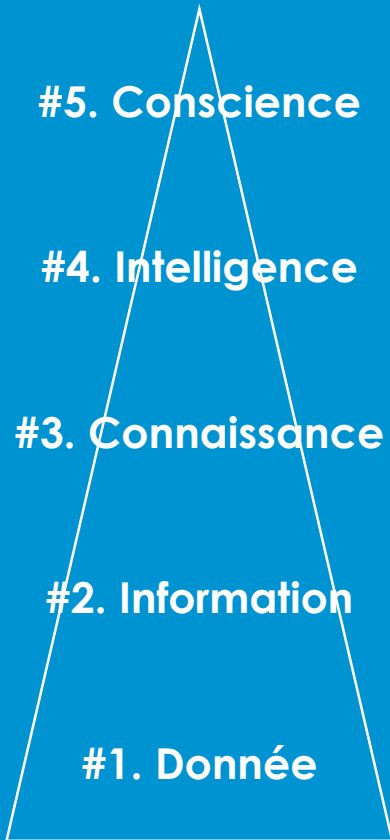 #5. Conscience
#4. Intelligence
#3. Connaissance
#2. Information
#1. Donnée